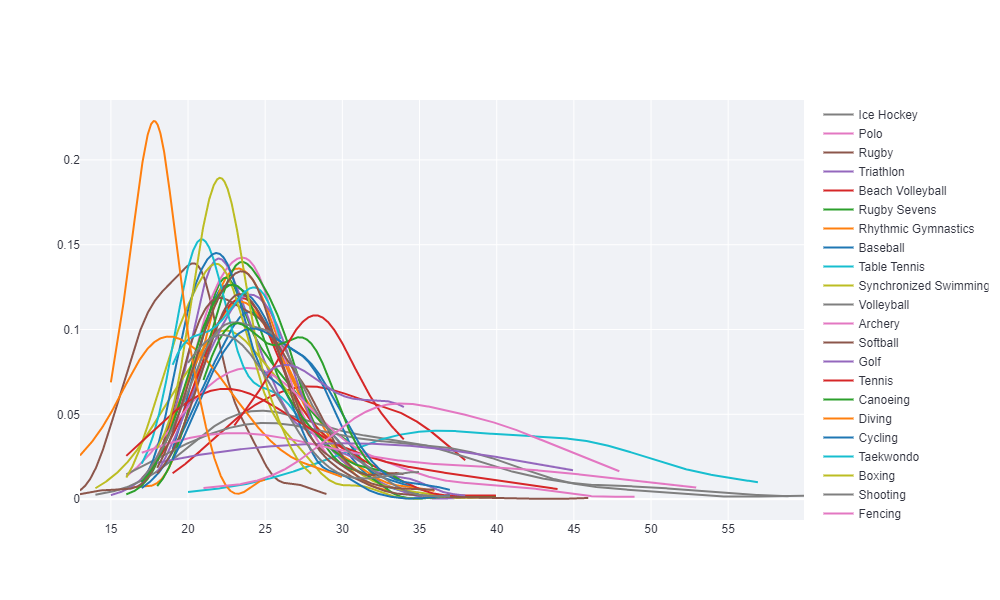 0.2
0.15
0.1
0.05
0
15 20 25 30 35 40 45 50 55
Ice Hockey
Polo
Rugby
Triathlon
Beach Volleyball
Rugby Sevens
Rhythmic Gymnastics
Baseball
Table Tennis
Synchronized Swimming
Volleyball
Archery
Softball
Golf
Tennis
Canoeing
Diving
Cycling
Taekwondo
Boxing
Shooting
Fencing